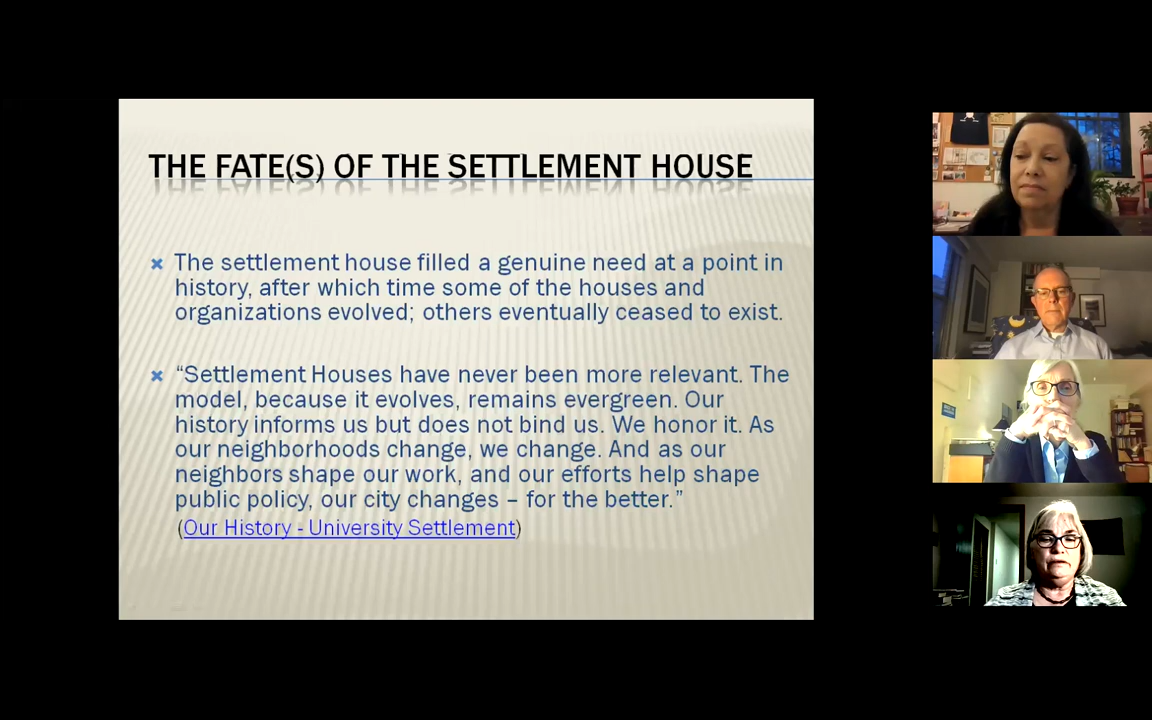 THE FATE(S) OF THE SETTLEMENT HOUSE
The settlement house filled a genuine need at a point in
history, after which time some of the houses and
organizations evolved; others eventually ceased to exist.
“Settlement Houses have never been more relevant. The
model, because it evolves, remains evergreen. Our
history informs us but does not bind us. We honor it. As
our neighborhoods change, we change. And as our
neighbors shape our work, and our efforts help shape
public policy, our city changes – for the better.”
(Our History - University Settlement)